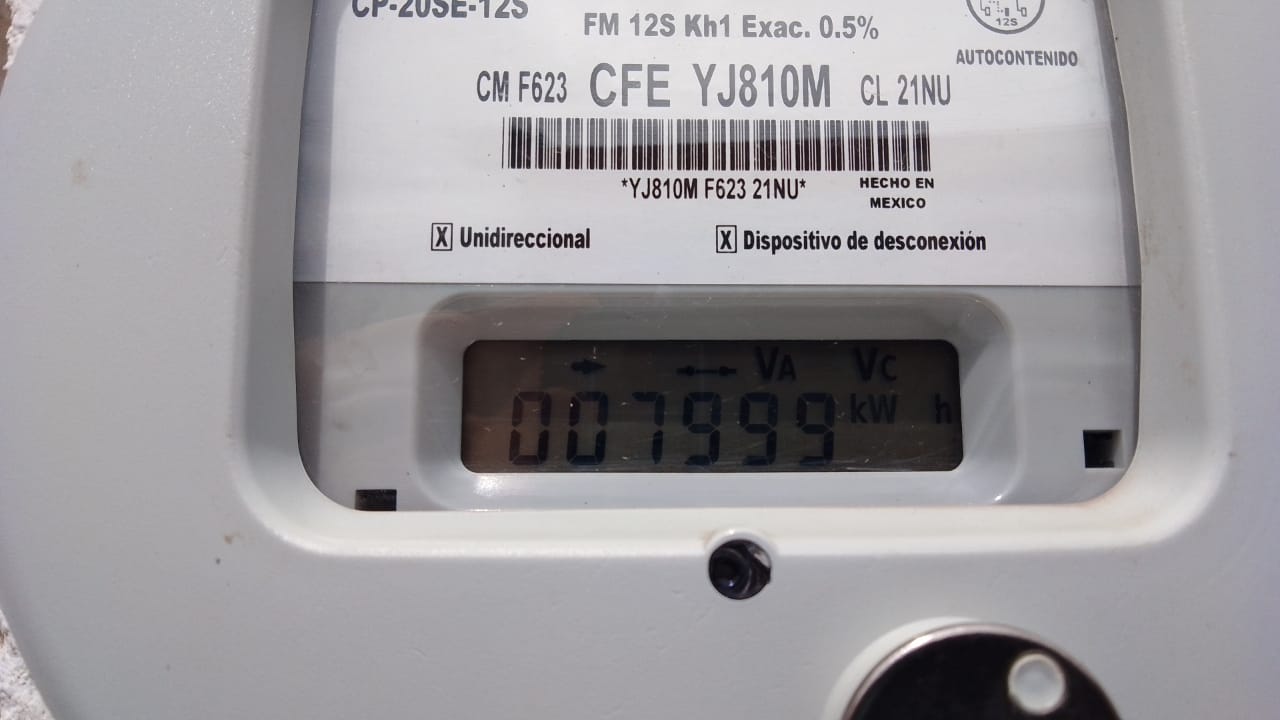 CP-20SE-12S
12S
FM 12S Kh1 Exac. 0.5%
AUTOCONTENIDO
CM F623 CFE YJ810M CL 21NU
*YJ810M F623 21NU*
HECHO EN
MEXICO
X Unidireccional
X Dispositivo de desconexión
VA VC
007999 kW h